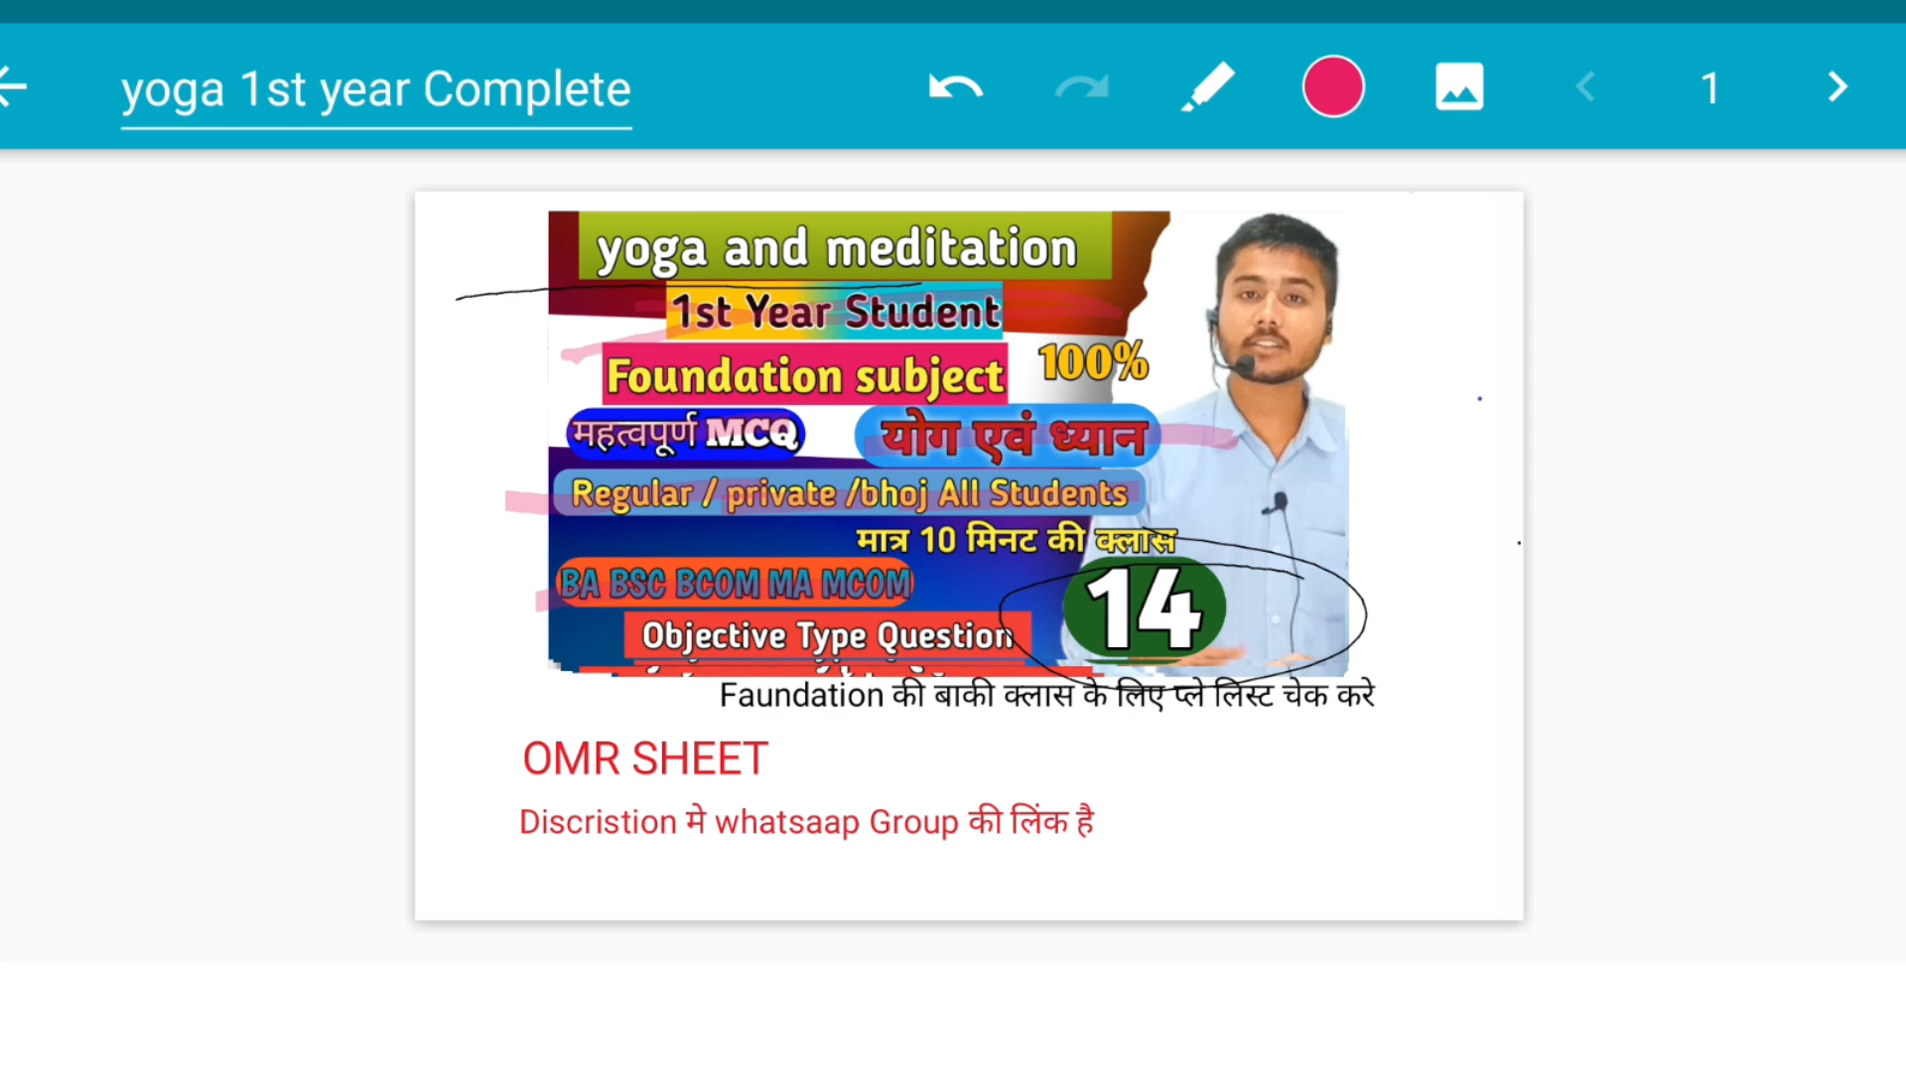 yoga 1st year Complete
1
yoga and meditation
1st Year Student
Foundation subject
100%
महत्वपूर्ण MCQ
योग एवं ध्यान
Regular / private /bhoj All Students
मात्र 10 मिनट की क्लास
BA BSC BCOM MA MCOM
14
Objective Type Question
Faundation की बाकी क्लास के लिए प्ले लिस्ट चेक करे
OMR SHEET
Discristion मे whatsaap Group की लिंक है